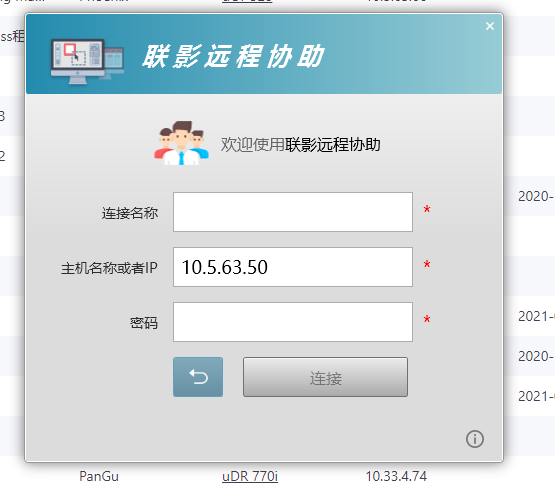 ss租
联影远程协助
欢迎使用联影远程协助
3
2
连接名称 *
2020-
主机名称或者IP 10.5.63.50 *
密码 *
2021-
2020-
连接
2021-
PanGu uDR 770i 10.33.4.74